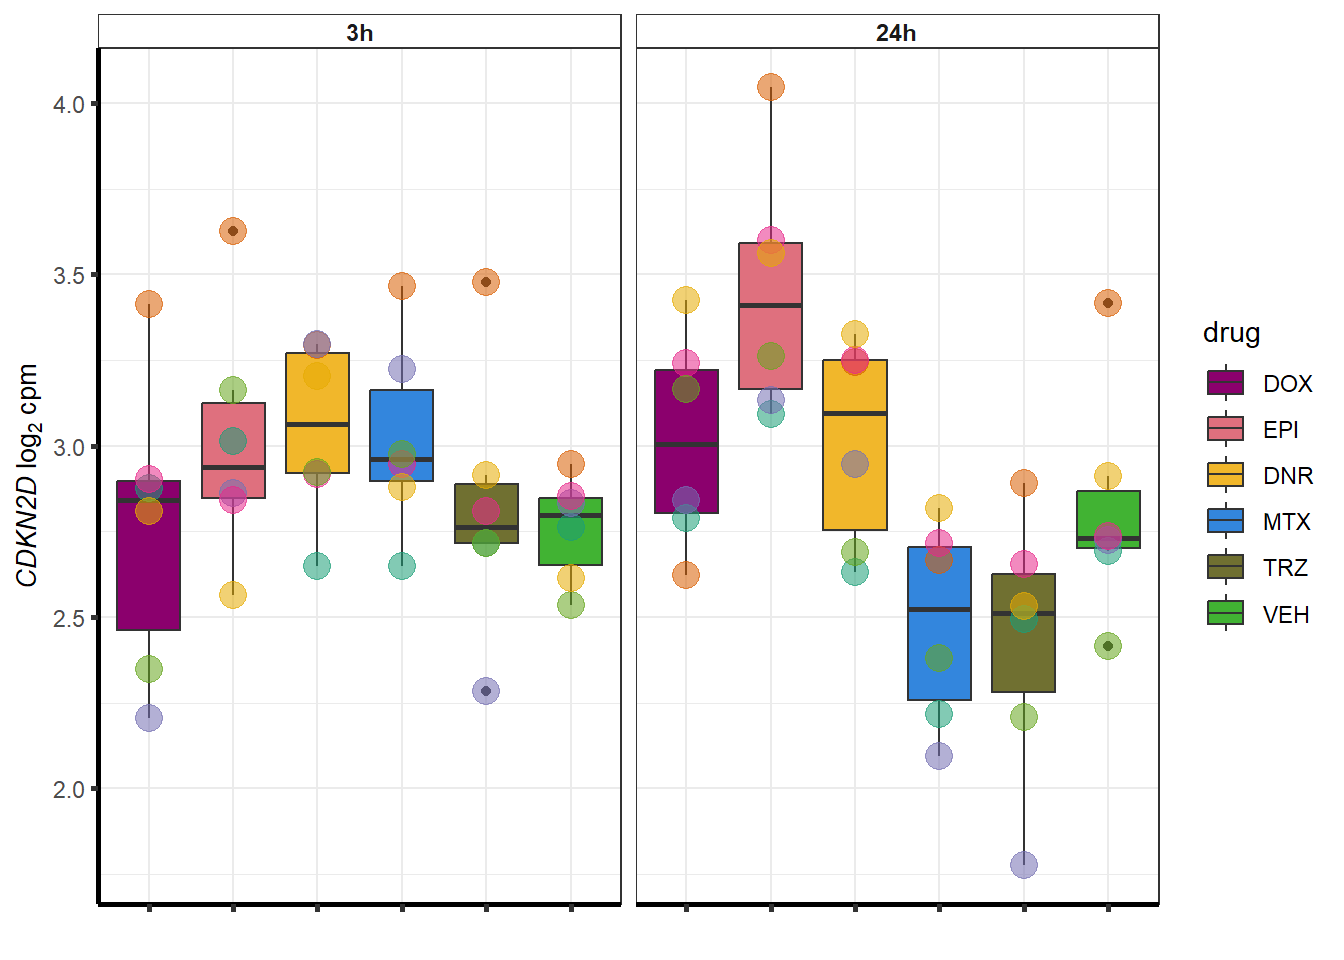 3h
24h
4.0
3.5
3.0
2.5
2.0
CDKN2D log₂ cpm
drug
DOX
EPI
DNR
MTX
TRZ
VEH